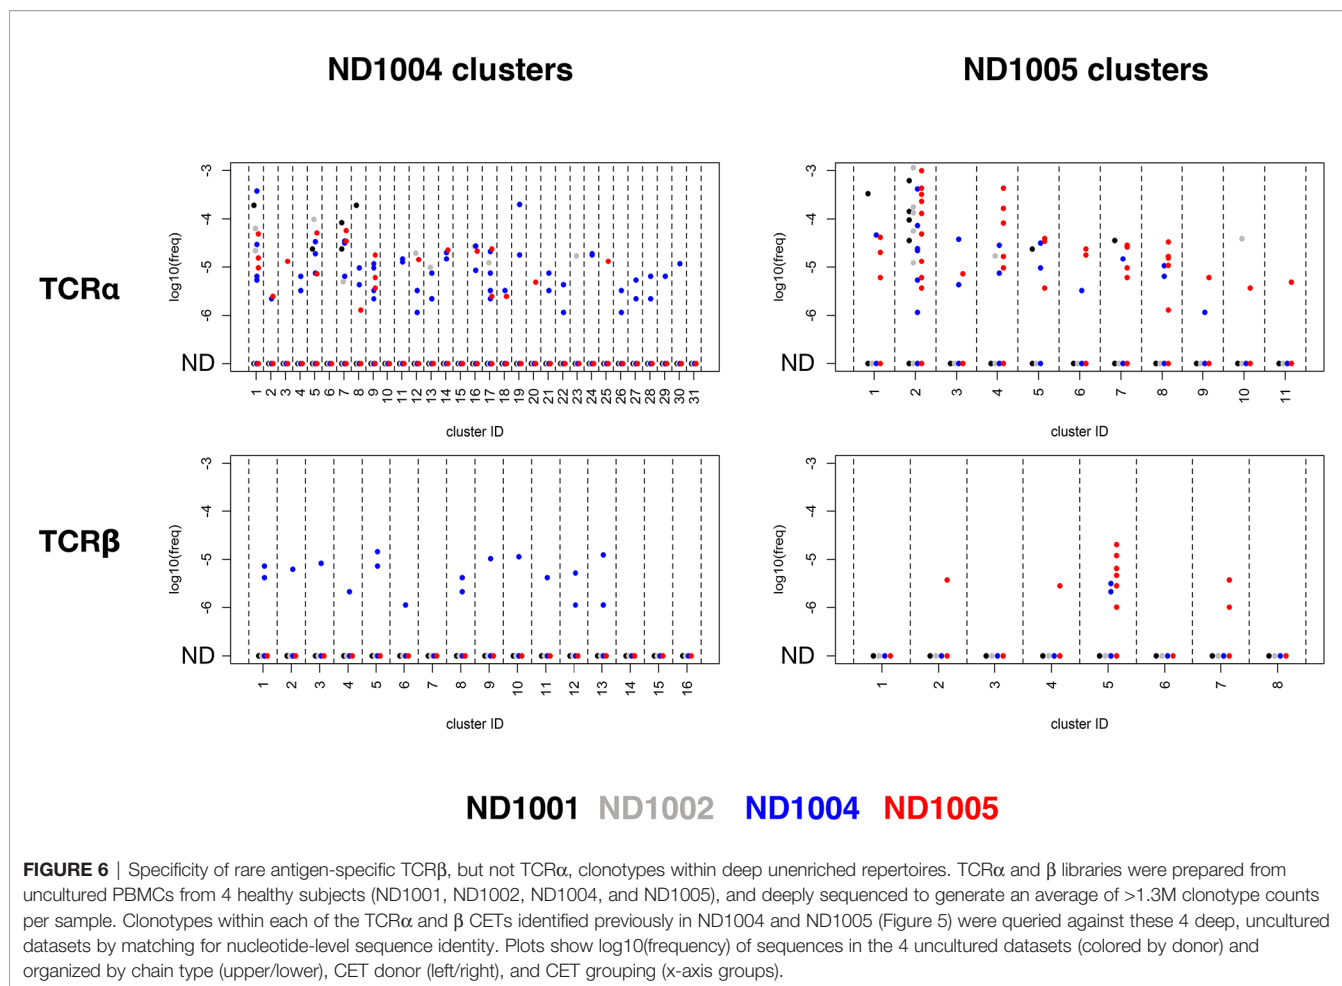 ND1004 clusters
ND1005 clusters
TCRα
log10(freq)
-3
-4
-5
-6
ND
1 2 3 4 5 6 7 8 9 10 11 12 13 14 15 16 17 18 19 20 21 22 23 24 25 26 27 28 29 30 31
cluster ID
log10(freq)
-3
-4
-5
-6
ND
1 2 3 4 5 6 7 8 9 10 11
cluster ID
TCRβ
log10(freq)
-3
-4
-5
-6
ND
1 2 3 4 5 6 7 8 9 10 11 12 13 14 15 16
cluster ID
log10(freq)
-3
-4
-5
-6
ND
1 2 3 4 5 6 7 8
cluster ID
ND1001 ND1002 ND1004 ND1005
FIGURE 6 | Specificity of rare antigen-specific TCRβ, but not TCRα, clonotypes within deep unenriched repertoires. TCRα and β libraries were prepared from
uncultured PBMCs from 4 healthy subjects (ND1001, ND1002, ND1004, and ND1005), and deeply sequenced to generate an average of >1.3M clonotype counts
per sample. Clonotypes within each of the TCRα and β CETs identified previously in ND1004 and ND1005 (Figure 5) were queried against these 4 deep, uncultured
datasets by matching for nucleotide-level sequence identity. Plots show log10(frequency) of sequences in the 4 uncultured datasets (colored by donor) and
organized by chain type (upper/lower), CET donor (left/right), and CET grouping (x-axis groups).